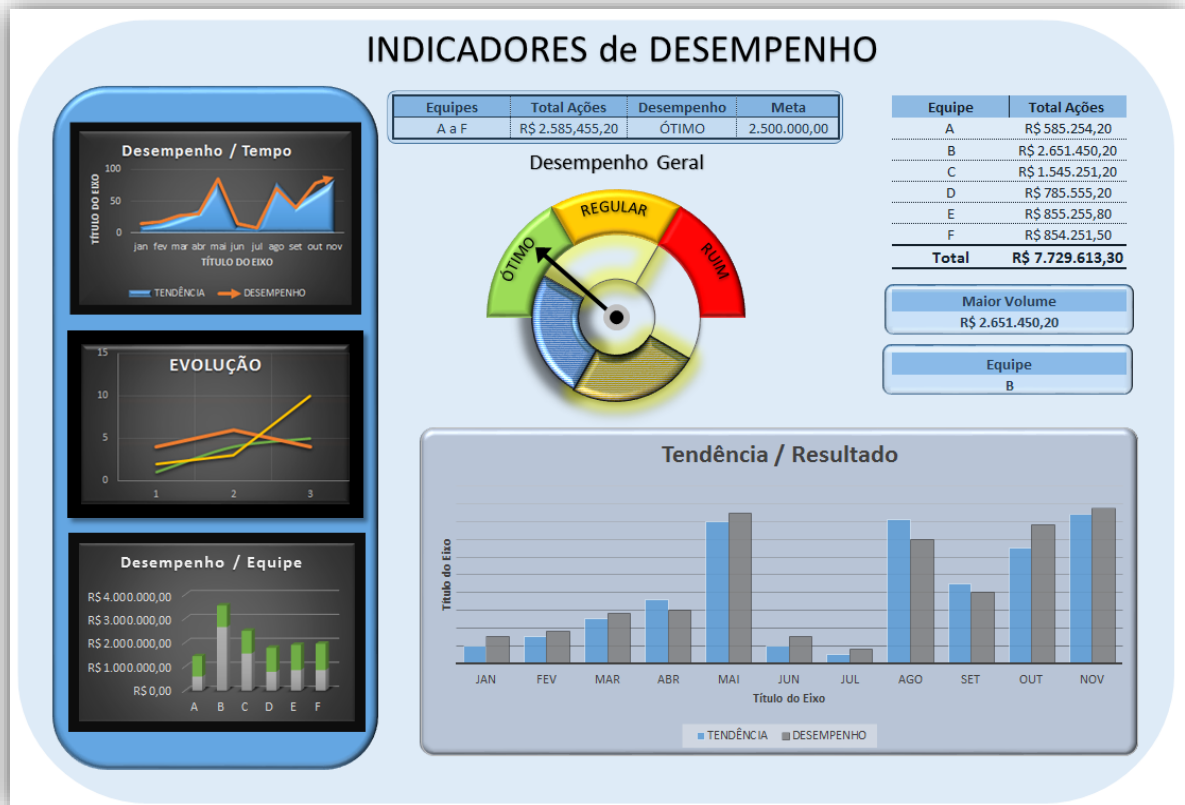 INDICADORES de DESEMPENHO
Desempenho / Tempo
100
50
0
TÍTULO DO EIXO
jan fev mar abr mai jun jul ago set out nov
TÍTULO DO EIXO
TENDÊNCIA DESEMPENHO
EVOLUÇÃO
15
10
5
0
1 2 3
Desempenho / Equipe
R$ 4.000.000,00
R$ 3.000.000,00
R$ 2.000.000,00
R$ 1.000.000,00
R$ 0,00
A B C D E F
Equipes Total Ações Desempenho Meta
A a F R$ 2.585,455,20 ÓTIMO 2.500.000,00
Desempenho Geral
ÓTIMO
REGULAR
RUIM
Equipe Total Ações
A R$ 585.254,20
B R$ 2.651.450,20
C R$ 1.545.251,20
D R$ 785.555,20
E R$ 855.255,80
F R$ 854.251,50
Total R$ 7.729.613,30
Maior Volume
R$ 2.651.450,20
Equipe
B
Tendência / Resultado
Título do Eixo
JAN FEV MAR ABR MAI JUN JUL AGO SET OUT NOV
Título do Eixo
TENDÊNCIA DESEMPENHO